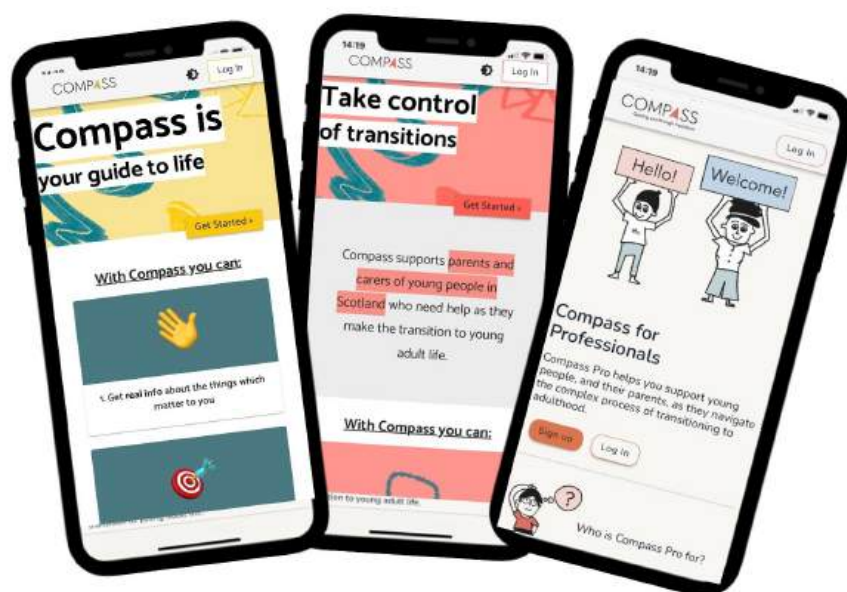 COMPASS
Log In
Compass is
your guide to life
Get Started ›
With Compass you can:
1. Get real info about the things which
matter to you
14:19
COMPASS
Log In
Take control
of transitions
Get Started ›
Compass supports parents and
carers of young people in
Scotland who need help as they
make the transition to young
adult life.
With Compass you can:
tion to young adult life.
14:19
COMPASS
Log in
Hello!
Welcome!
Compass for
Professionals
Compass Pro helps you support young
people, and their parents, as they navigate
the complex process of transitioning to
adulthood.
Sign up
Log in
?
Who is Compass Pro for?